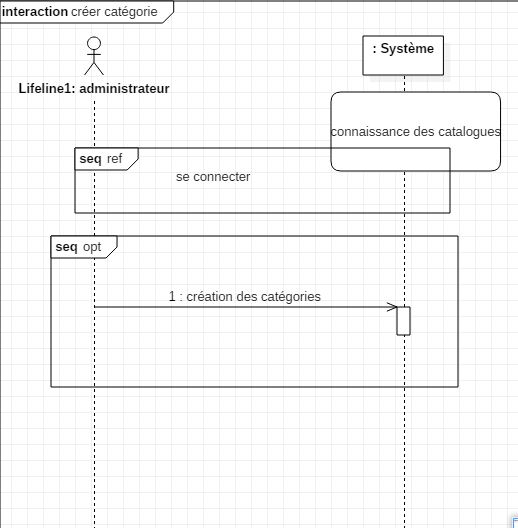 interaction créer catégorie
: Système
Lifeline1: administrateur
connaissance des catalogues
seq ref
se connecter
seq opt
1 : création des catégories